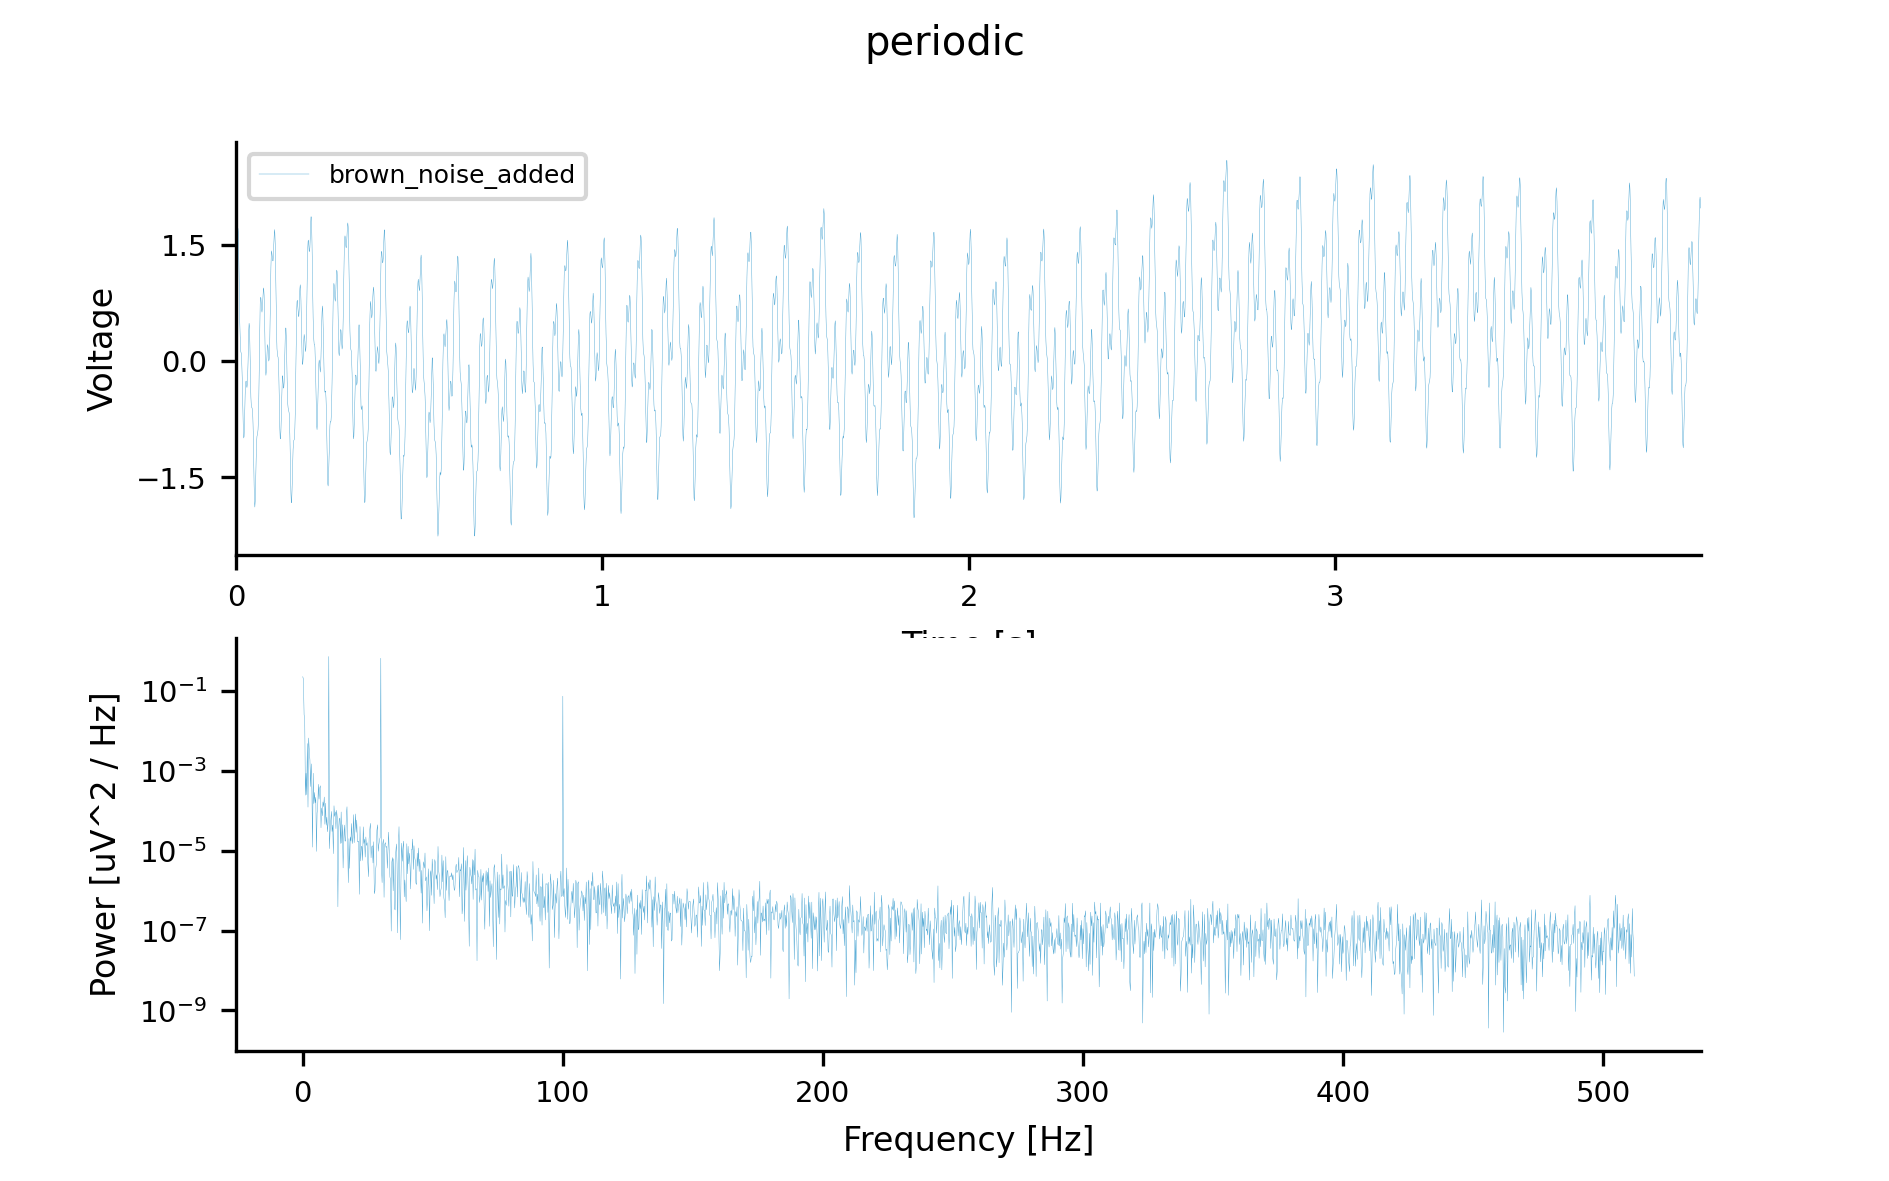 periodic
brown_noise_added
Voltage
1.5
0.0
−1.5
0 1 2 3
Time [s]
Power [uV^2 / Hz]
10⁻¹
10⁻³
10⁻⁵
10⁻⁷
10⁻⁹
0 100 200 300 400 500
Frequency [Hz]